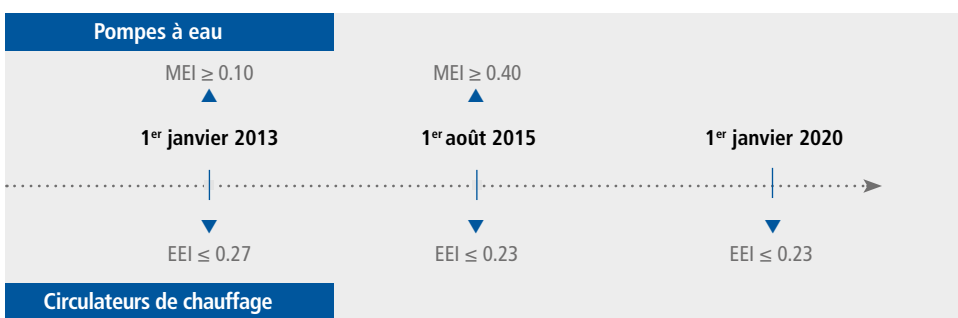 Pompes à eau
MEI ≥ 0.10
MEI ≥ 0.40
1er janvier 2013
1er août 2015
1er janvier 2020
EEI ≤ 0.27
EEI ≤ 0.23
EEI ≤ 0.23
Circulateurs de chauffage